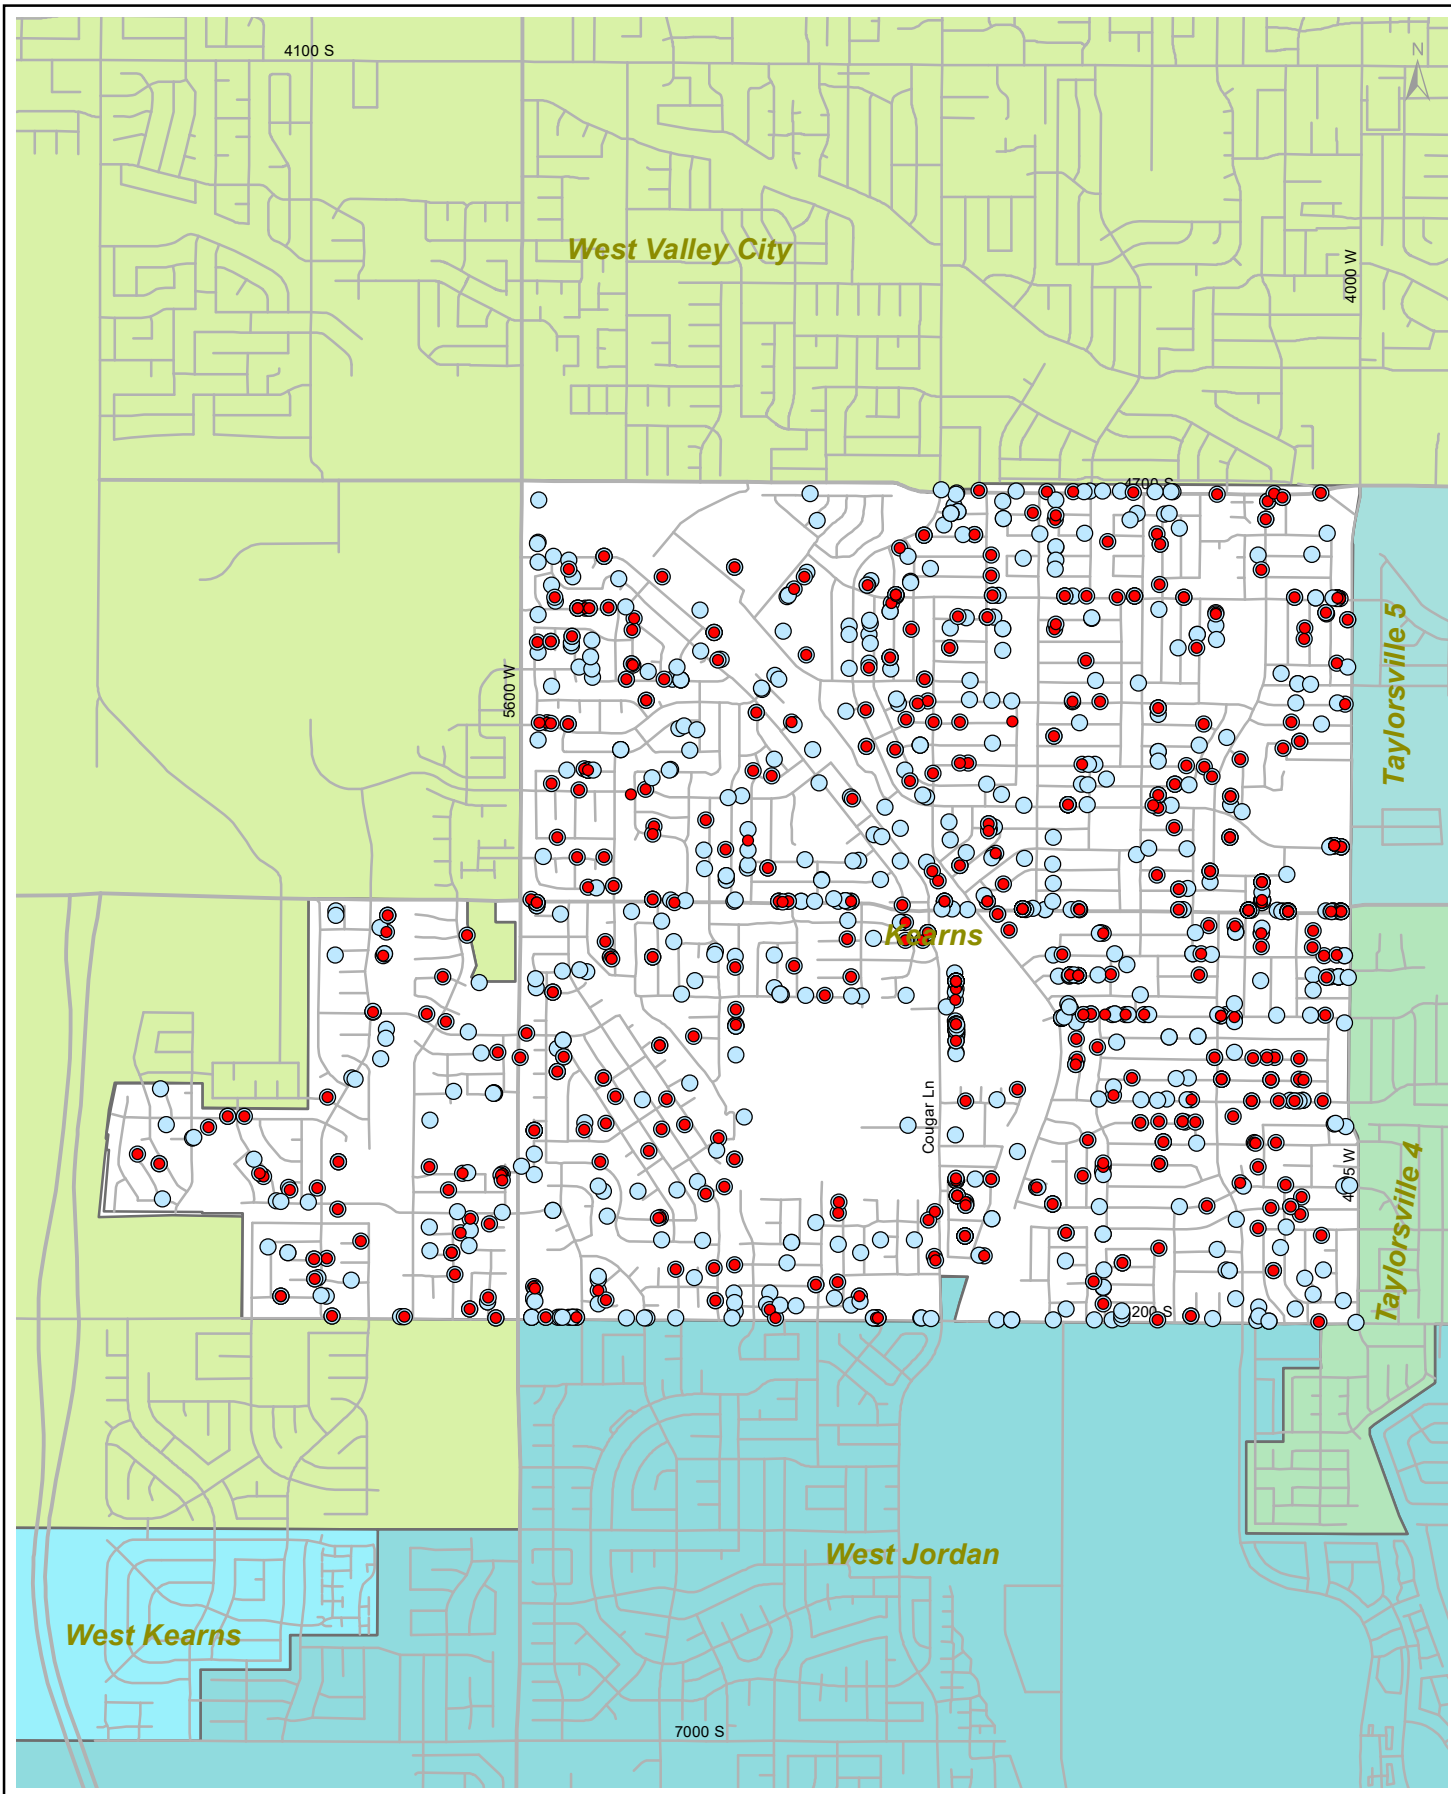 4100 S
N
West Valley City
4000 W
4700 S
Taylorsville 5
5600 W
Kearns
Cougar Ln
Taylorsville 4
200 S
West Jordan
West Kearns
7000 S